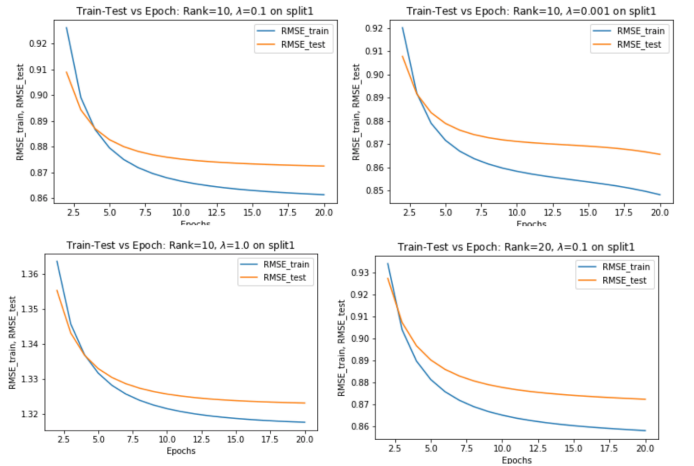 Train-Test vs Epoch: Rank=10, λ=0.1 on split1
RMSE_train
RMSE_test
RMSE_train, RMSE_test
0.92
0.91
0.90
0.89
0.88
0.87
0.86
2.5 5.0 7.5 10.0 12.5 15.0 17.5 20.0
Epochs
Train-Test vs Epoch: Rank=10, λ=0.001 on split1
RMSE_train
RMSE_test
RMSE_train, RMSE_test
0.92
0.91
0.90
0.89
0.88
0.87
0.86
0.85
2.5 5.0 7.5 10.0 12.5 15.0 17.5 20.0
Epochs
Train-Test vs Epoch: Rank=10, λ=1.0 on split1
RMSE_train
RMSE_test
RMSE_train, RMSE_test
1.36
1.35
1.34
1.33
1.32
2.5 5.0 7.5 10.0 12.5 15.0 17.5 20.0
Epochs
Train-Test vs Epoch: Rank=20, λ=0.1 on split1
RMSE_train
RMSE_test
RMSE_train, RMSE_test
0.93
0.92
0.91
0.90
0.89
0.88
0.87
0.86
2.5 5.0 7.5 10.0 12.5 15.0 17.5 20.0
Epochs